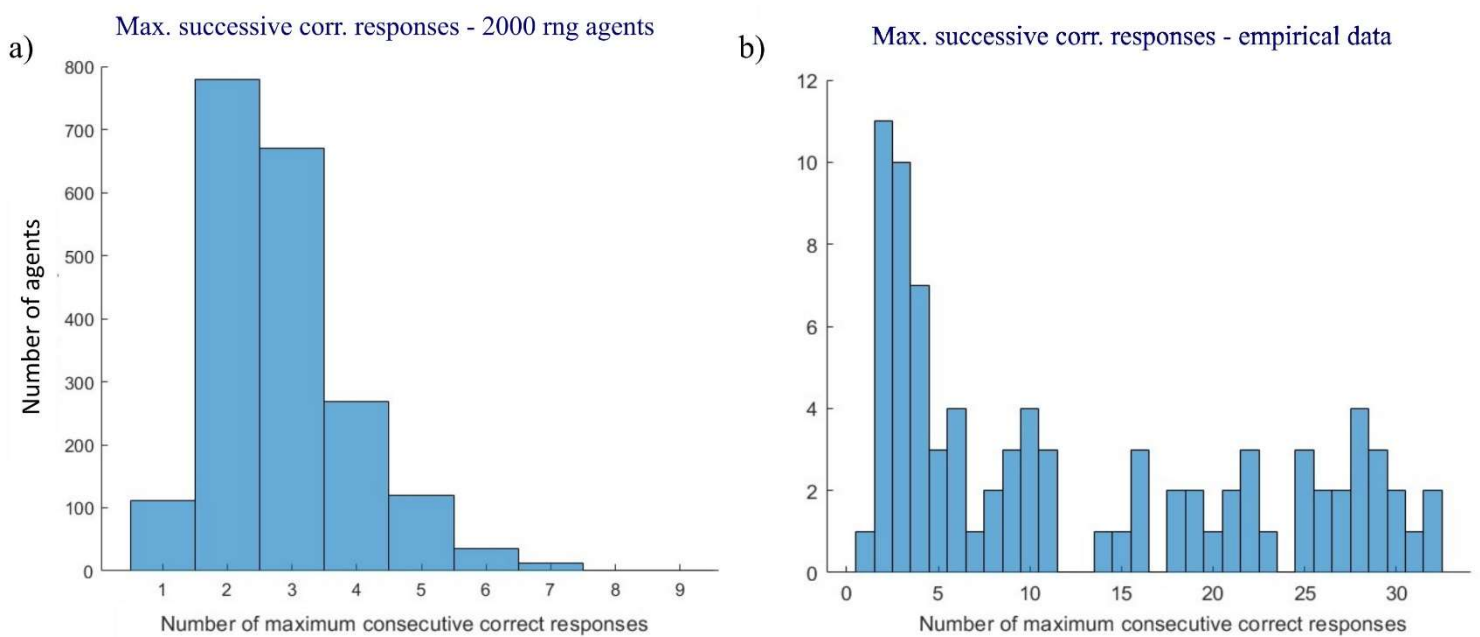 a)
Max. successive corr. responses - 2000 rng agents
800
700
600
500
400
300
200
100
0
Number of agents
1 2 3 4 5 6 7 8 9
Number of maximum consecutive correct responses
b)
Max. successive corr. responses - empirical data
12
10
8
6
4
2
0
0 5 10 15 20 25 30
Number of maximum consecutive correct responses